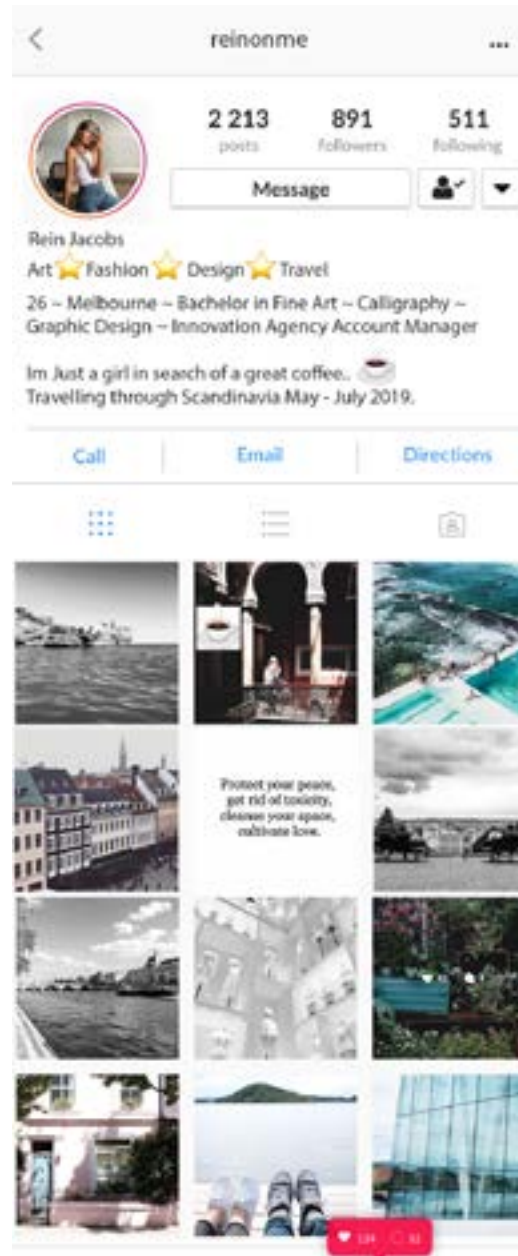 reinonme
...
2 213 891 511
posts followers following
Message
Rein Jacobs
Art Fashion Design Travel
26 ~ Melbourne ~ Bachelor in Fine Art ~ Calligraphy ~
Graphic Design ~ Innovation Agency Account Manager
Im Just a girl in search of a great coffee..
Travelling through Scandinavia May - July 2019.
Call Email Directions
Protect your peace,
get rid of toxicity,
cleanse your space,
cultivate love.